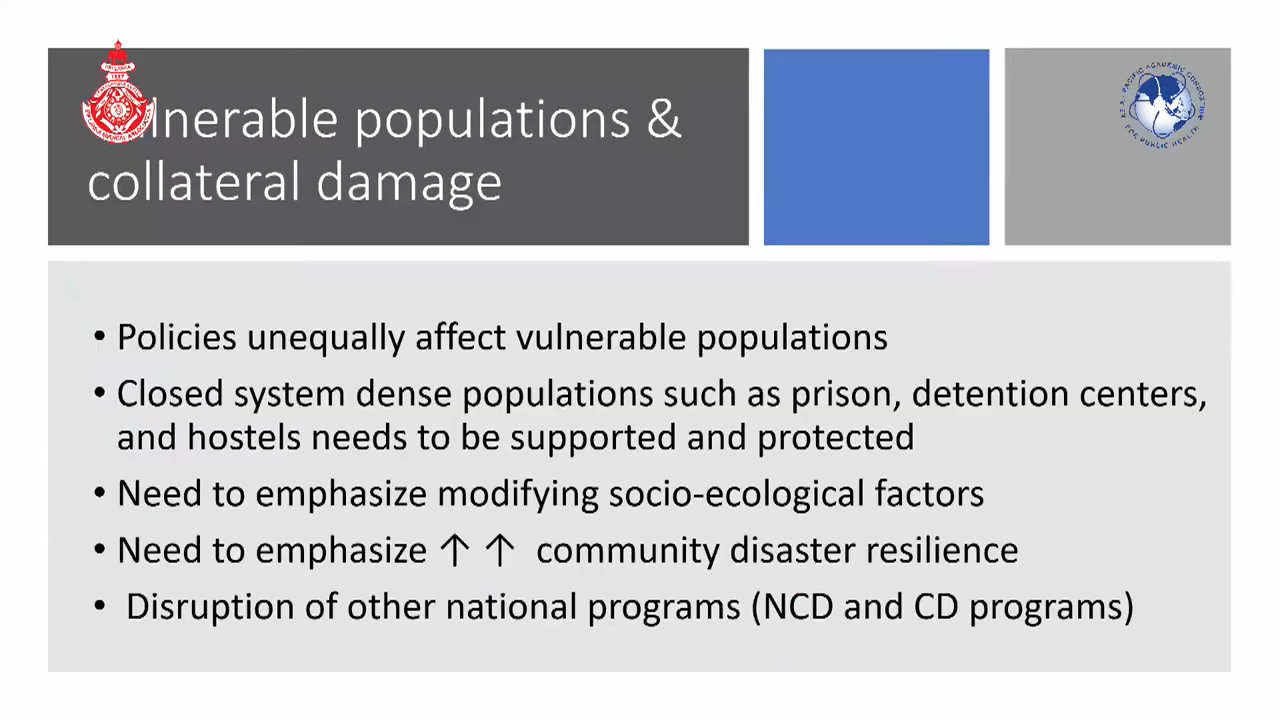 lnerable populations &
collateral damage
• Policies unequally affect vulnerable populations
• Closed system dense populations such as prison, detention centers,
and hostels needs to be supported and protected
• Need to emphasize modifying socio-ecological factors
• Need to emphasize ↑ ↑ community disaster resilience
• Disruption of other national programs (NCD and CD programs)